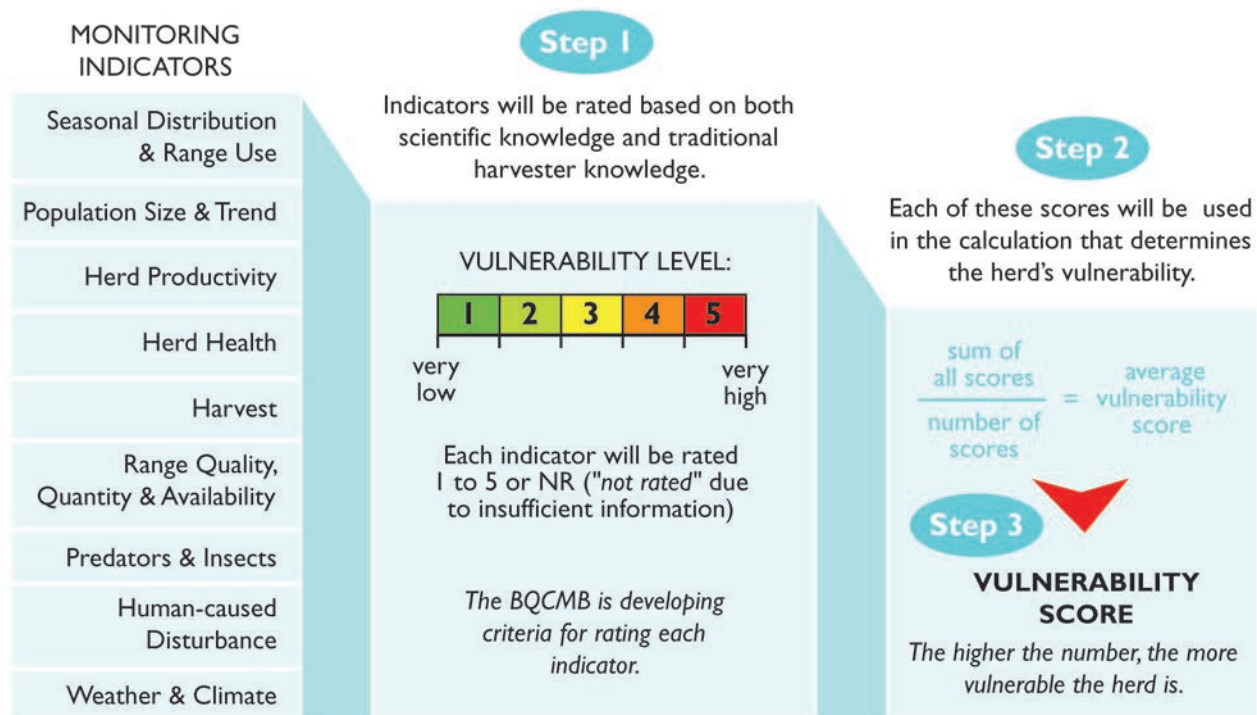 MONITORING
INDICATORS
Seasonal Distribution
& Range Use
Population Size & Trend
Herd Productivity
Herd Health
Harvest
Range Quality,
Quantity & Availability
Predators & Insects
Human-caused
Disturbance
Weather & Climate
Step 1
Indicators will be rated based on both
scientific knowledge and traditional
harvester knowledge.
VULNERABILITY LEVEL:
1 2 3 4 5
very
low
very
high
Each indicator will be rated
1 to 5 or NR ("not rated" due
to insufficient information)
The BQCMB is developing
criteria for rating each
indicator.
Step 2
Each of these scores will be used
in the calculation that determines
the herd's vulnerability.
sum of
all scores
number of
scores
=
average
vulnerability
score
Step 3
VULNERABILITY
SCORE
The higher the number, the more
vulnerable the herd is.